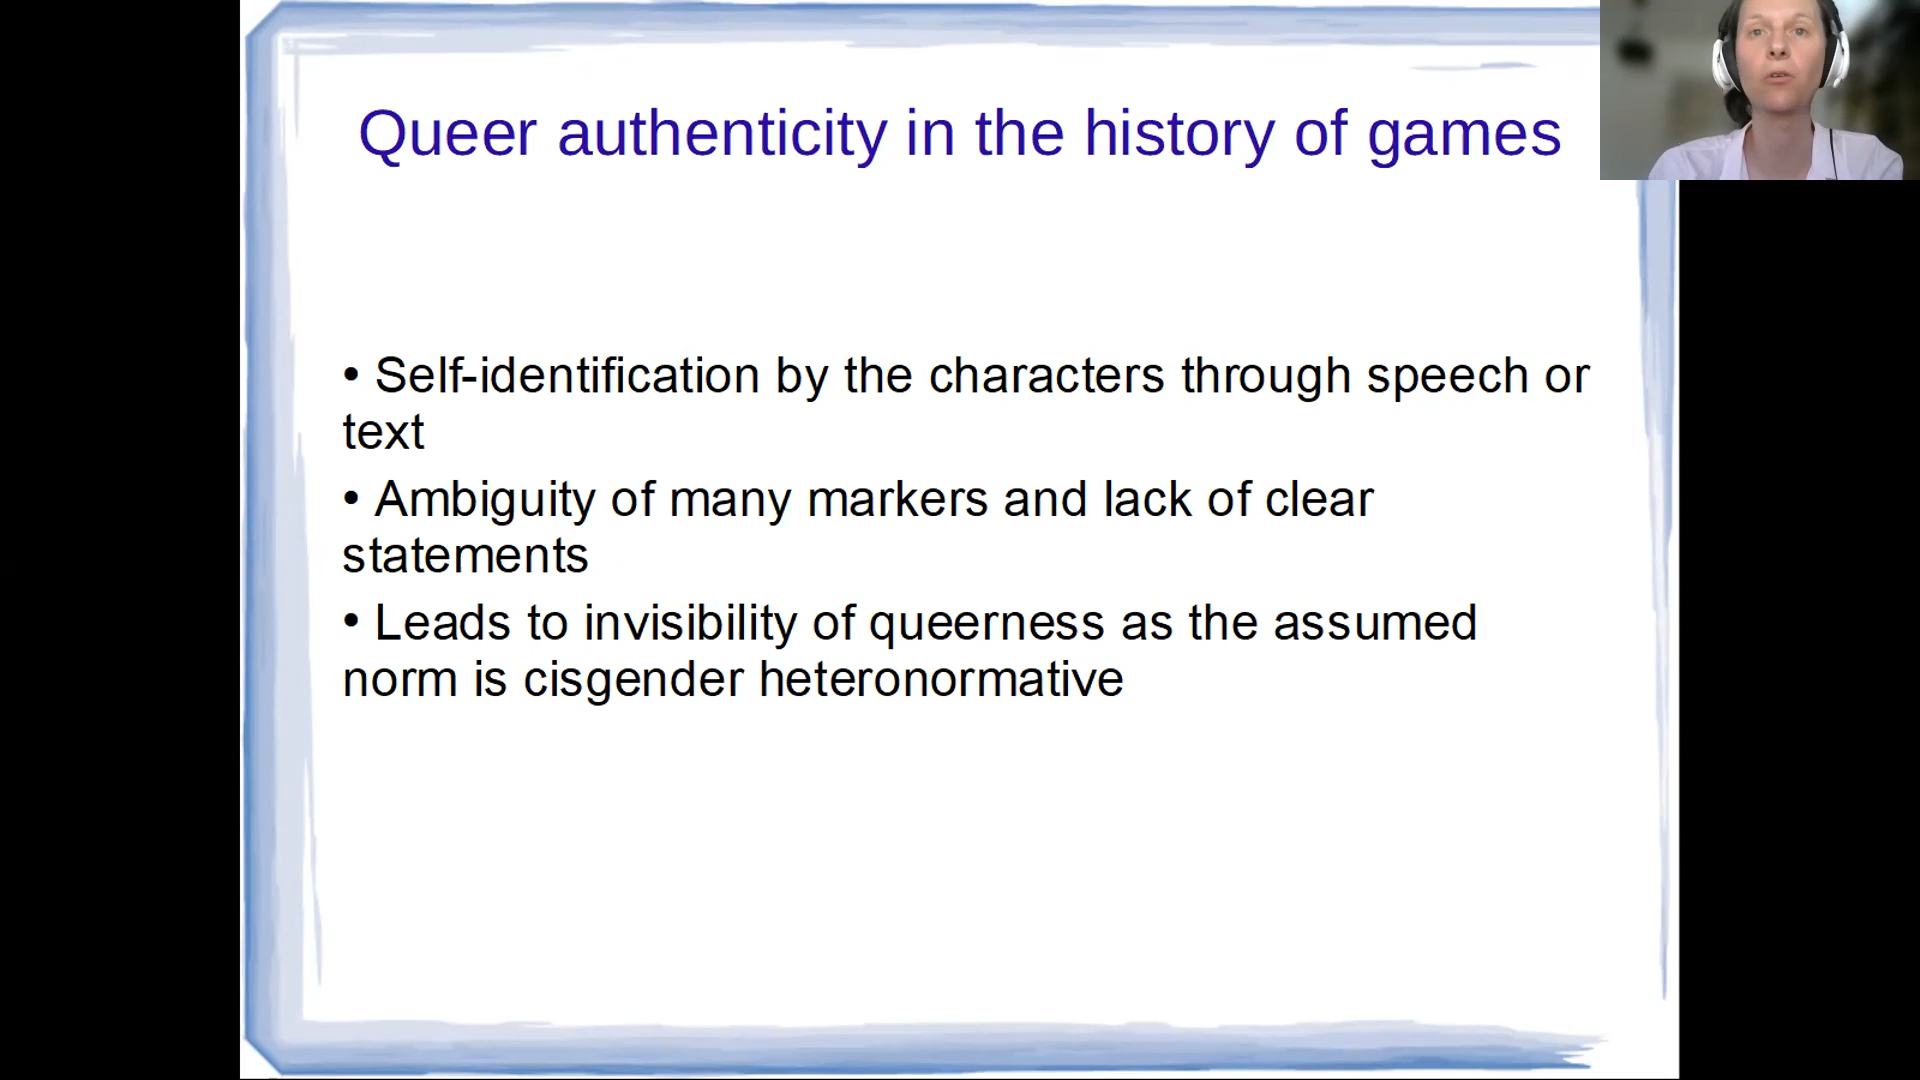 Queer authenticity in the history of games
• Self-identification by the characters through speech or
text
• Ambiguity of many markers and lack of clear
statements
• Leads to invisibility of queerness as the assumed
norm is cisgender heteronormative